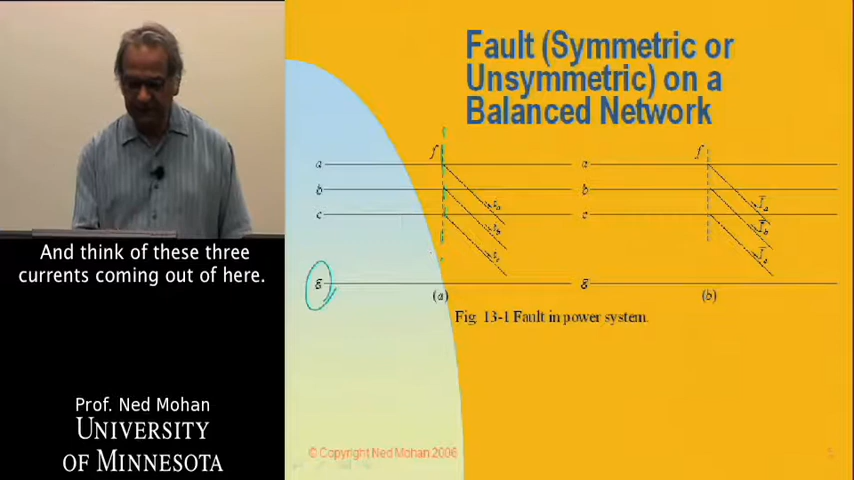 Fault (Symmetric or
Unsymmetric) on a
Balanced Network
f
f
a
a
b
b
c
c
g
g
(a)
(b)
Fig. 13-1 Fault in power system.
© Copyright Ned Mohan 2006
And think of these three
currents coming out of here.
Prof. Ned Mohan
UNIVERSITY
OF MINNESOTA